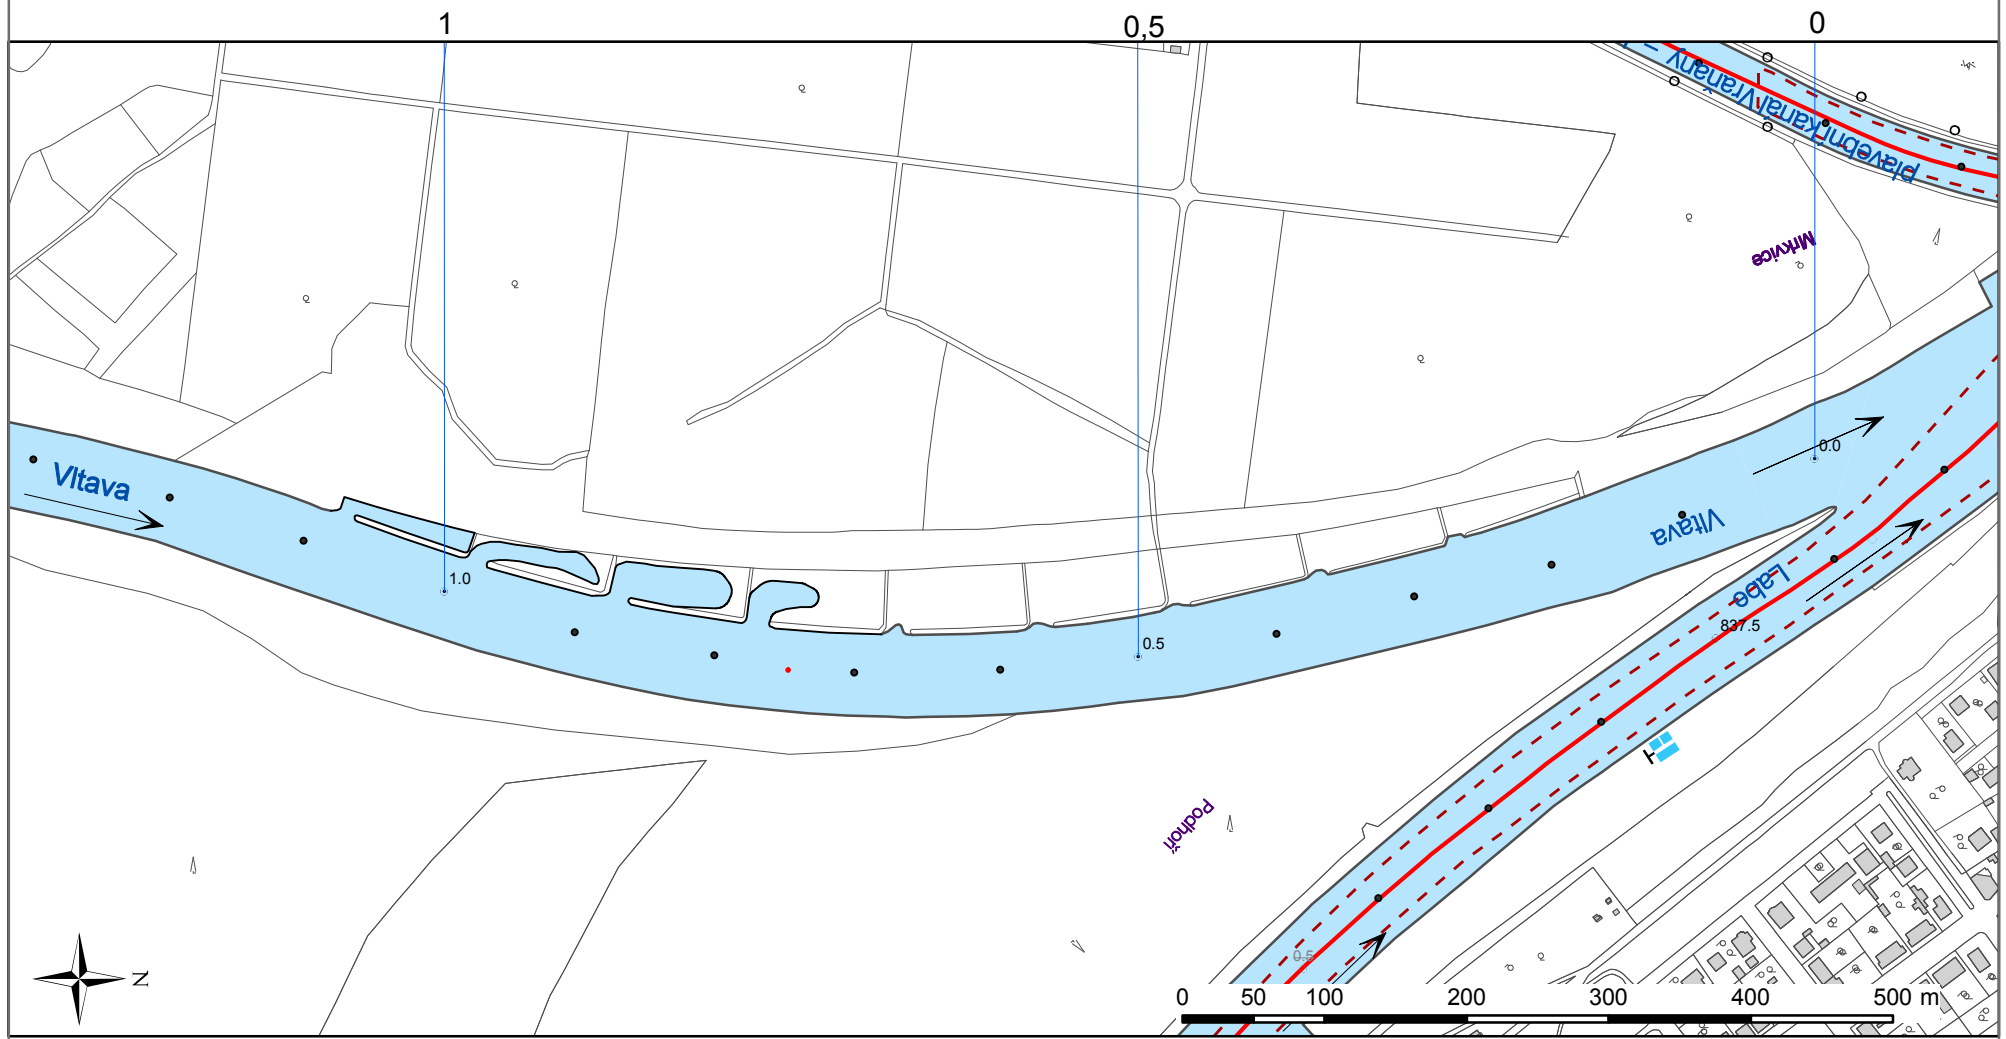 1
0,5
0
plavební kanál Vraňany –
Mrkvice
Vltava
0.0
Vltava
1.0
Labe
837.5
0.5
Podhoří
0.5
N
0 50 100 200 300 400 500 m